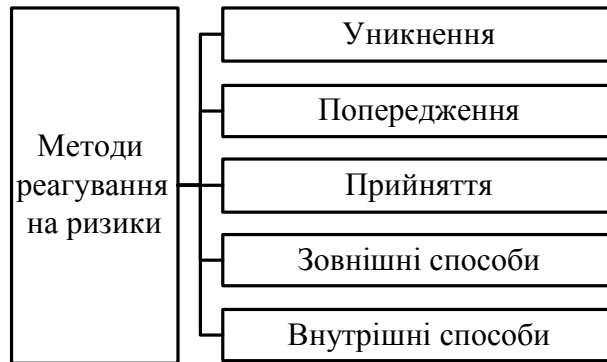 Методи
реагування
на ризики
Уникнення
Попередження
Прийняття
Зовнішні способи
Внутрішні способи